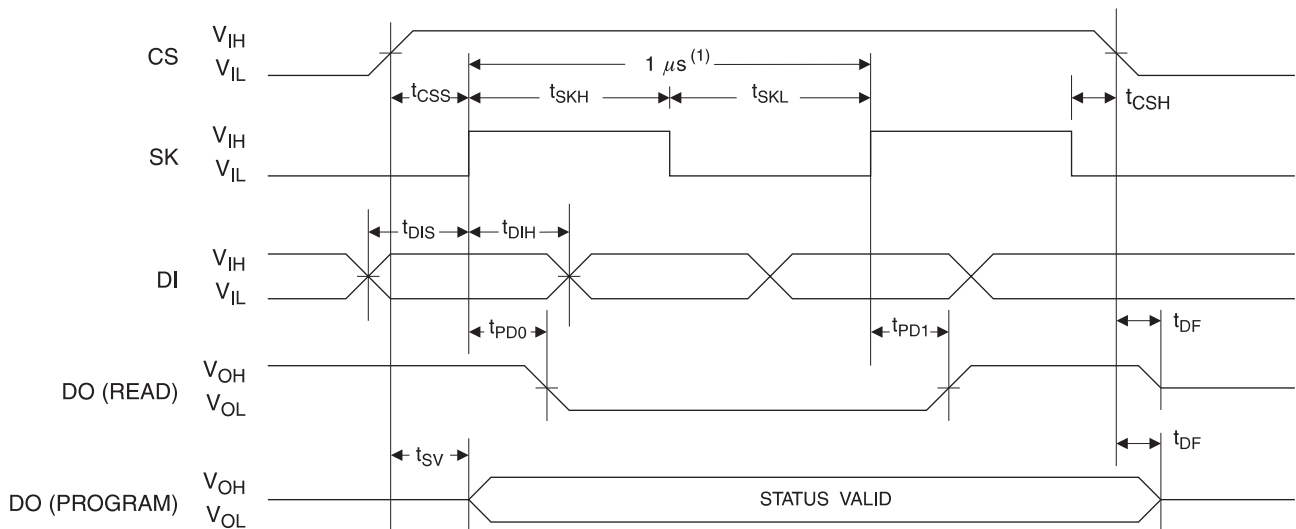 CS V_IH
V_IL
1 μs (1)
t_CSS t_SKH t_SKL t_CSH
SK V_IH
V_IL
t_DIS t_DIH
DI V_IH
V_IL
t_PD0 t_PD1 t_DF
DO (READ) V_OH
V_OL
t_SV t_DF
DO (PROGRAM) V_OH
V_OL
STATUS VALID